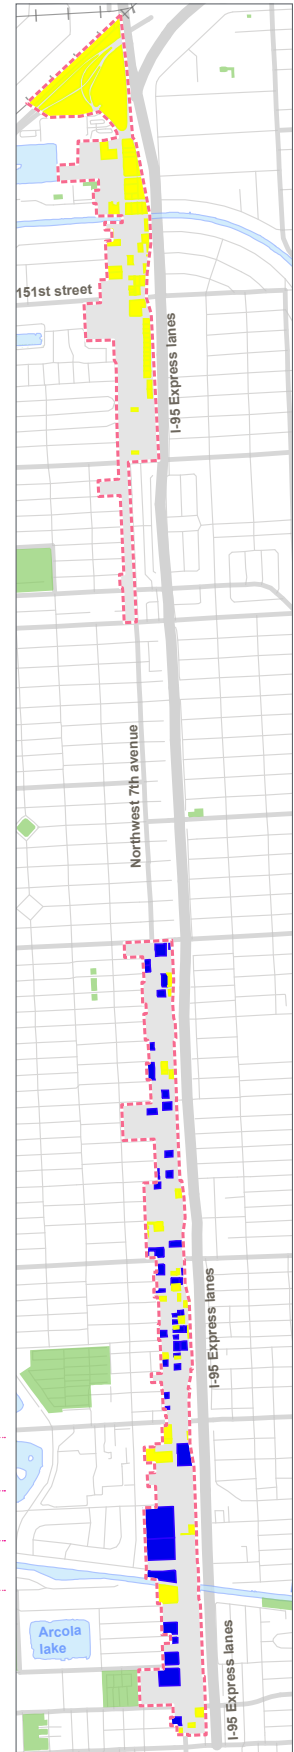 151st street
I-95 Express lanes
Northwest 7th avenue
I-95 Express lanes
Arcola
lake
I-95 Express lanes